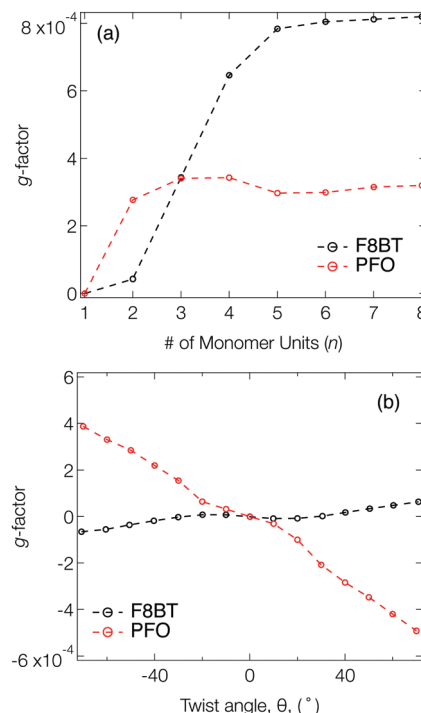 8 x10⁻⁴
(a)
6
4
2
0
g-factor
F8BT
PFO
1 2 3 4 5 6 7 8
# of Monomer Units (n)
6
(b)
4
2
0
-2
-4
-6 x10⁻⁴
g-factor
F8BT
PFO
-40 0 40
Twist angle, θ, (°)